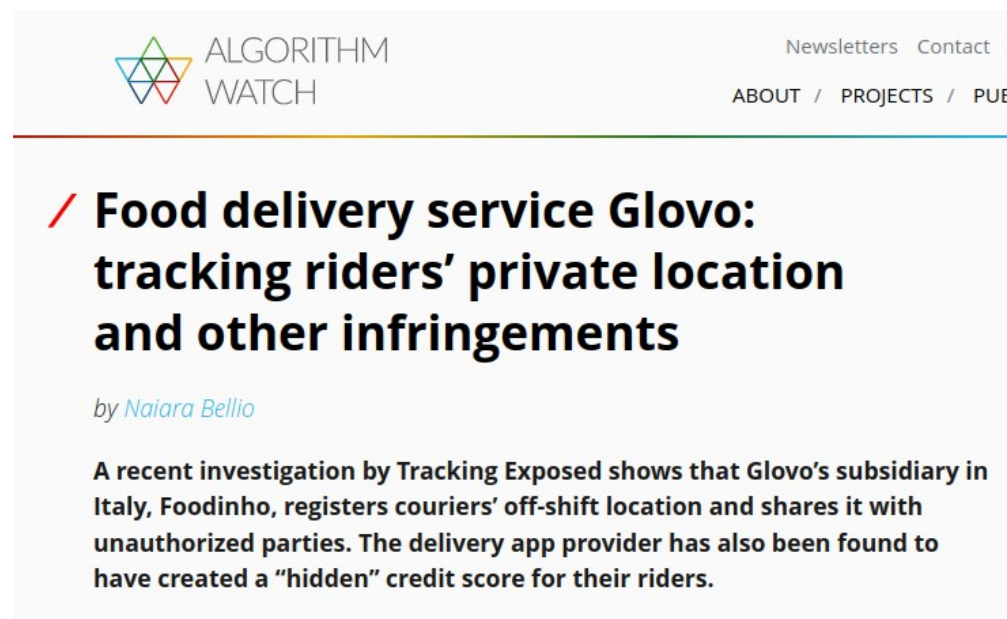 ALGORITHM
WATCH
Newsletters Contact
ABOUT / PROJECTS /
/ Food delivery service Glovo:
tracking riders’ private location
and other infringements
by Naiara Bellio
A recent investigation by Tracking Exposed shows that Glovo’s subsidiary in
Italy, Foodinho, registers couriers’ off-shift location and shares it with
unauthorized parties. The delivery app provider has also been found to
have created a “hidden” credit score for their riders.